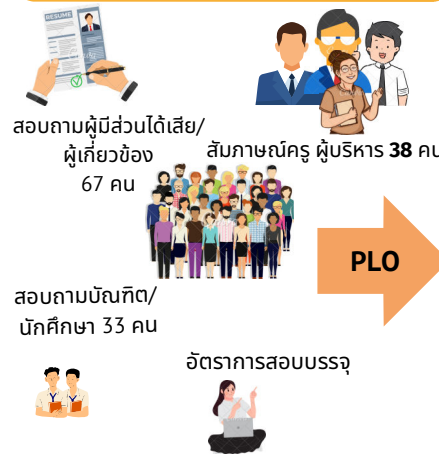 RESUME
สอบถามผู้มีส่วนได้เสีย/
ผู้เกี่ยวข้อง
67 คน
สัมภาษณ์ครู ผู้บริหาร 38 คน
PLO
สอบถามบัณฑิต/
นักศึกษา 33 คน
อัตราการสอบบรรจุ